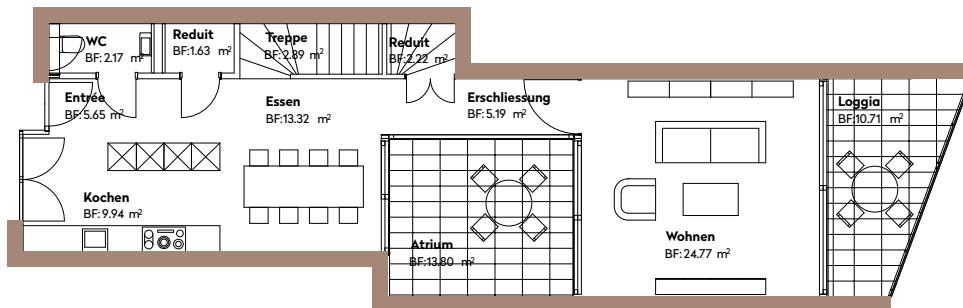 WC
BF: 2.17 m²
Reduit
BF:1.63 m²
Treppe
BF:2.89 m²
Reduit
BF:2.22 m²
Entrée
BF:5.65 m²
Essen
BF:13.32 m²
Erschliessung
BF:5.19 m²
Loggia
BF:10.71 m²
Kochen
BF:9.94 m²
Atrium
BF:13.80 m²
Wohnen
BF:24.77 m²